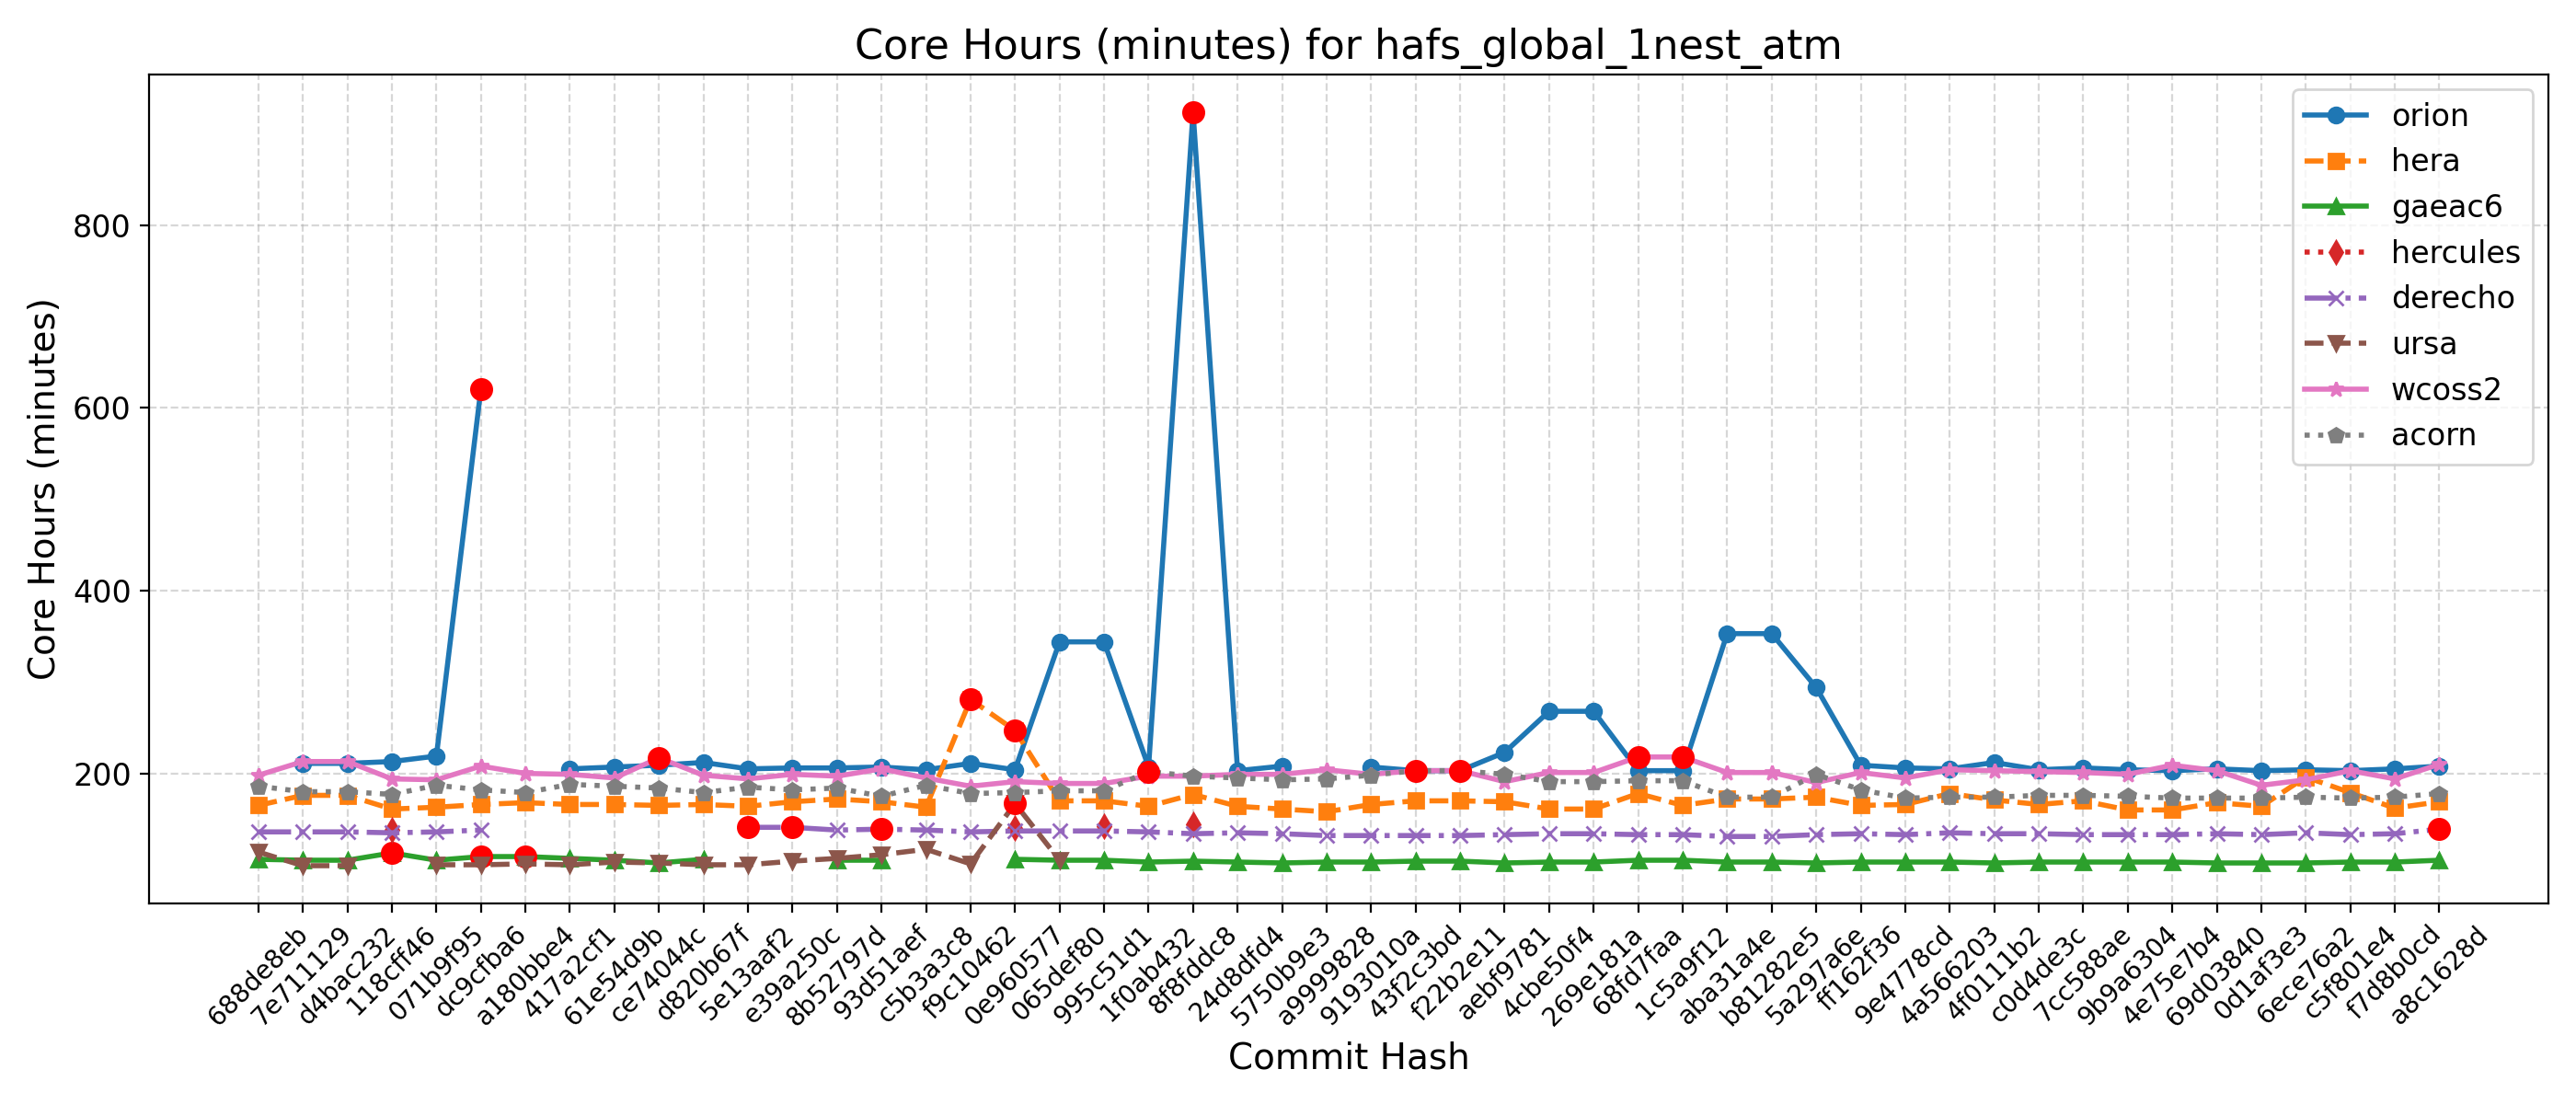 Core Hours (minutes) for hafs_global_1nest_atm
Core Hours (minutes)
800
600
400
200
orion
hera
gaeac6
hercules
derecho
ursa
wcoss2
acorn
688de8eb
7e711129
d4bac232
118cff46
071b9f95
dc9cfba6
a180bbe4
417a2cf1
61e54d9b
ce74044c
d820b67f
5e13aaf2
e39a250c
8b52797d
93d51aef
c5b3a3c8
f9c10462
0e960577
065def80
995c51d1
1f0ab432
8f8fddc8
24d8dfd4
5750b9e3
a9999828
9193010a
43f2c3bd
f22b2e11
aebf9781
4cbe50f4
269e181a
68fd7faa
1c5a9f12
aba31a4e
b81282e5
5a297a6e
ff162f36
9e4778cd
4a566203
4f0111b2
c0d4de3c
7cc588ae
9b9a6304
4e75e7b4
69d03840
0d1af3e3
6ece76a2
c5f801e4
f7d8b0cd
a8c1628d
Commit Hash